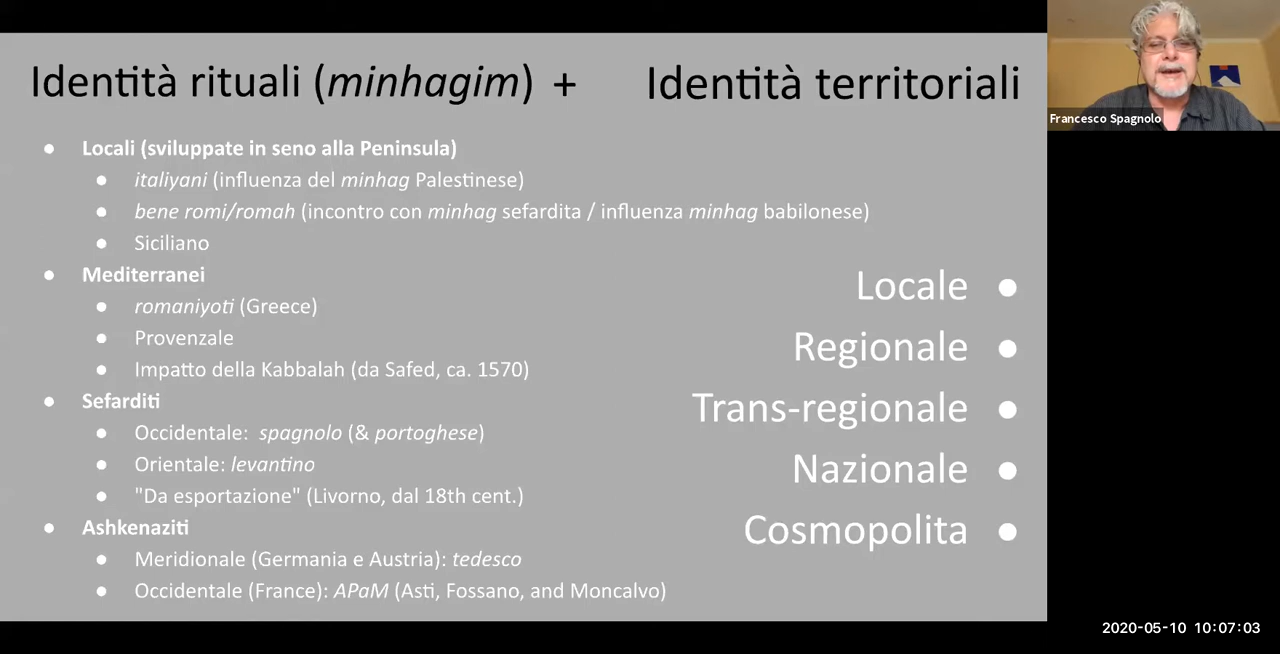 Identità rituali (minhagim) + Identità territoriali
● Locali (sviluppate in seno alla Peninsula)
● italiyani (influenza del minhag Palestinese)
● bene romi/romah (incontro con minhag sefardita / influenza minhag babilonese)
● Siciliano
● Mediterranei
● romaniyoti (Greece)
● Provenzale
● Impatto della Kabbalah (da Safed, ca. 1570)
● Sefarditi
● Occidentale: spagnolo (& portoghese)
● Orientale: levantino
● "Da esportazione" (Livorno, dal 18th cent.)
● Ashkenaziti
● Meridionale (Germania e Austria): tedesco
● Occidentale (France): APaM (Asti, Fossano, and Moncalvo)
Locale ●
Regionale ●
Trans-regionale ●
Nazionale ●
Cosmopolita ●
Francesco Spagnolo
2020-05-10 10:07:03